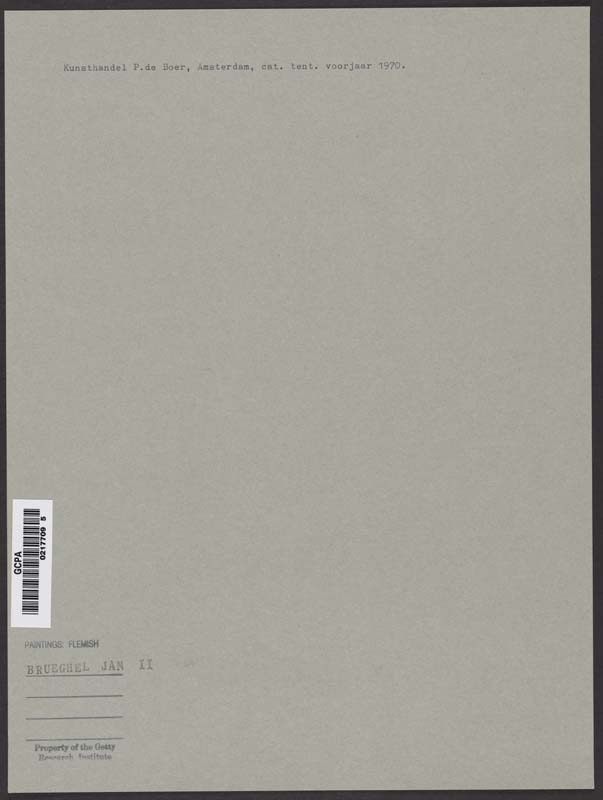 Kunsthandel P.de Boer, Amsterdam, cat. tent. voorjaar 1970.
GCPA
0217709 5
PAINTINGS: FLEMISH
BRUEGHEL JAN II
Property of the Getty
Research Institute